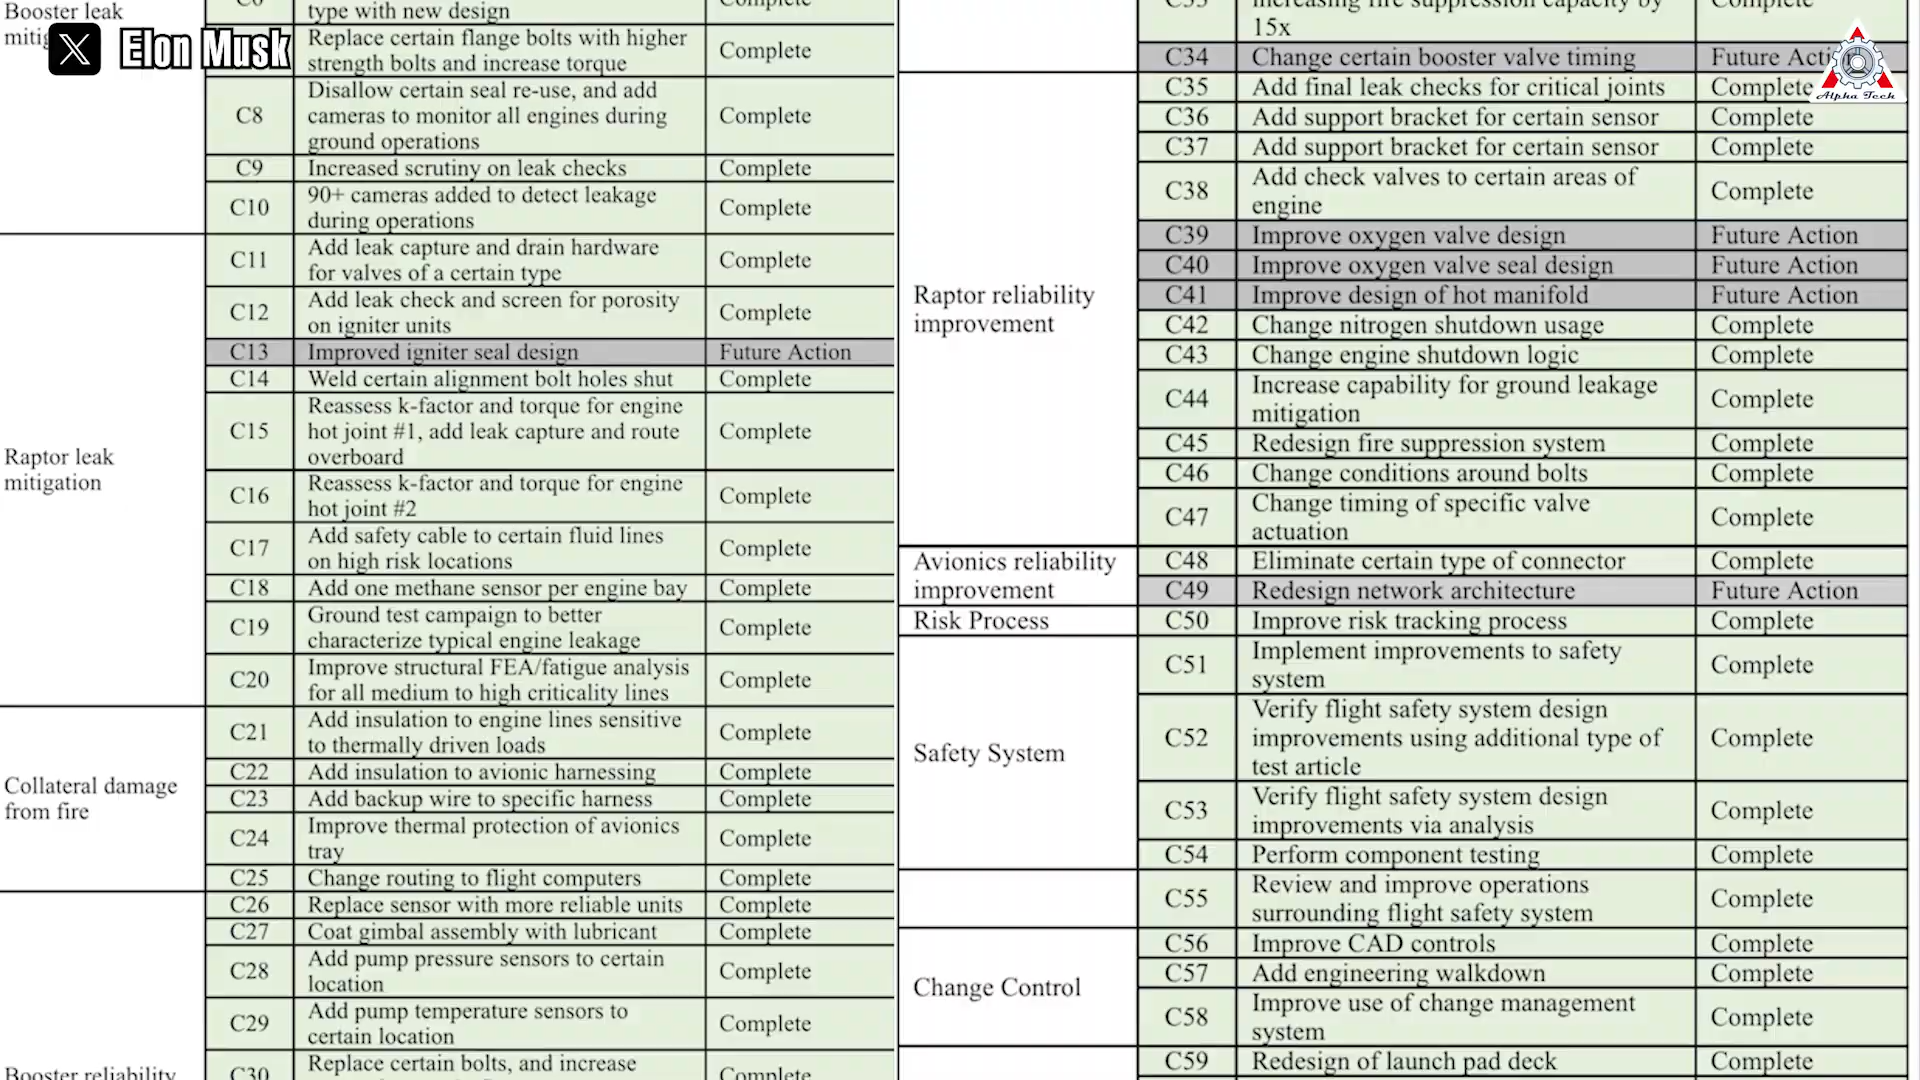 Booster leak
Elon Musk
type with new design
Replace certain flange bolts with higher
strength bolts and increase torque
Complete
C8
Disallow certain seal re-use, and add
cameras to monitor all engines during
ground operations
Complete
C9
Increased scrutiny on leak checks
Complete
C10
90+ cameras added to detect leakage
during operations
Complete
Raptor leak
mitigation
C11
Add leak capture and drain hardware
for valves of a certain type
Complete
C12
Add leak check and screen for porosity
on igniter units
Complete
C13
Improved igniter seal design
Future Action
C14
Weld certain alignment bolt holes shut
Complete
C15
Reassess k-factor and torque for engine
hot joint #1, add leak capture and route
overboard
Complete
C16
Reassess k-factor and torque for engine
hot joint #2
Complete
C17
Add safety cable to certain fluid lines
on high risk locations
Complete
C18
Add one methane sensor per engine bay
Complete
C19
Ground test campaign to better
characterize typical engine leakage
Complete
C20
Improve structural FEA/fatigue analysis
for all medium to high criticality lines
Complete
Collateral damage
from fire
C21
Add insulation to engine lines sensitive
to thermally driven loads
Complete
C22
Add insulation to avionic harnessing
Complete
C23
Add backup wire to specific harness
Complete
C24
Improve thermal protection of avionics
tray
Complete
C25
Change routing to flight computers
Complete
Booster reliability
C26
Replace sensor with more reliable units
Complete
C27
Coat gimbal assembly with lubricant
Complete
C28
Add pump pressure sensors to certain
location
Complete
C29
Add pump temperature sensors to
certain location
Complete
C30
Replace certain bolts, and increase
Complete
increasing fire suppression capacity by
15x
Complete
C34
Change certain booster valve timing
Future
Alpha Tech
Raptor reliability
improvement
C35
Add final leak checks for critical joints
Complete
C36
Add support bracket for certain sensor
Complete
C37
Add support bracket for certain sensor
Complete
C38
Add check valves to certain areas of
engine
Complete
C39
Improve oxygen valve design
Future Action
C40
Improve oxygen valve seal design
Future Action
C41
Improve design of hot manifold
Future Action
C42
Change nitrogen shutdown usage
Complete
C43
Change engine shutdown logic
Complete
C44
Increase capability for ground leakage
mitigation
Complete
C45
Redesign fire suppression system
Complete
C46
Change conditions around bolts
Complete
C47
Change timing of specific valve
actuation
Complete
Avionics reliability
improvement
C48
Eliminate certain type of connector
Complete
C49
Redesign network architecture
Future Action
Risk Process
C50
Improve risk tracking process
Complete
Safety System
C51
Implement improvements to safety
system
Complete
C52
Verify flight safety system design
improvements using additional type of
test article
Complete
C53
Verify flight safety system design
improvements via analysis
Complete
C54
Perform component testing
Complete
C55
Review and improve operations
surrounding flight safety system
Complete
Change Control
C56
Improve CAD controls
Complete
C57
Add engineering walkdown
Complete
C58
Improve use of change management
system
Complete
C59
Redesign of launch pad deck
Complete